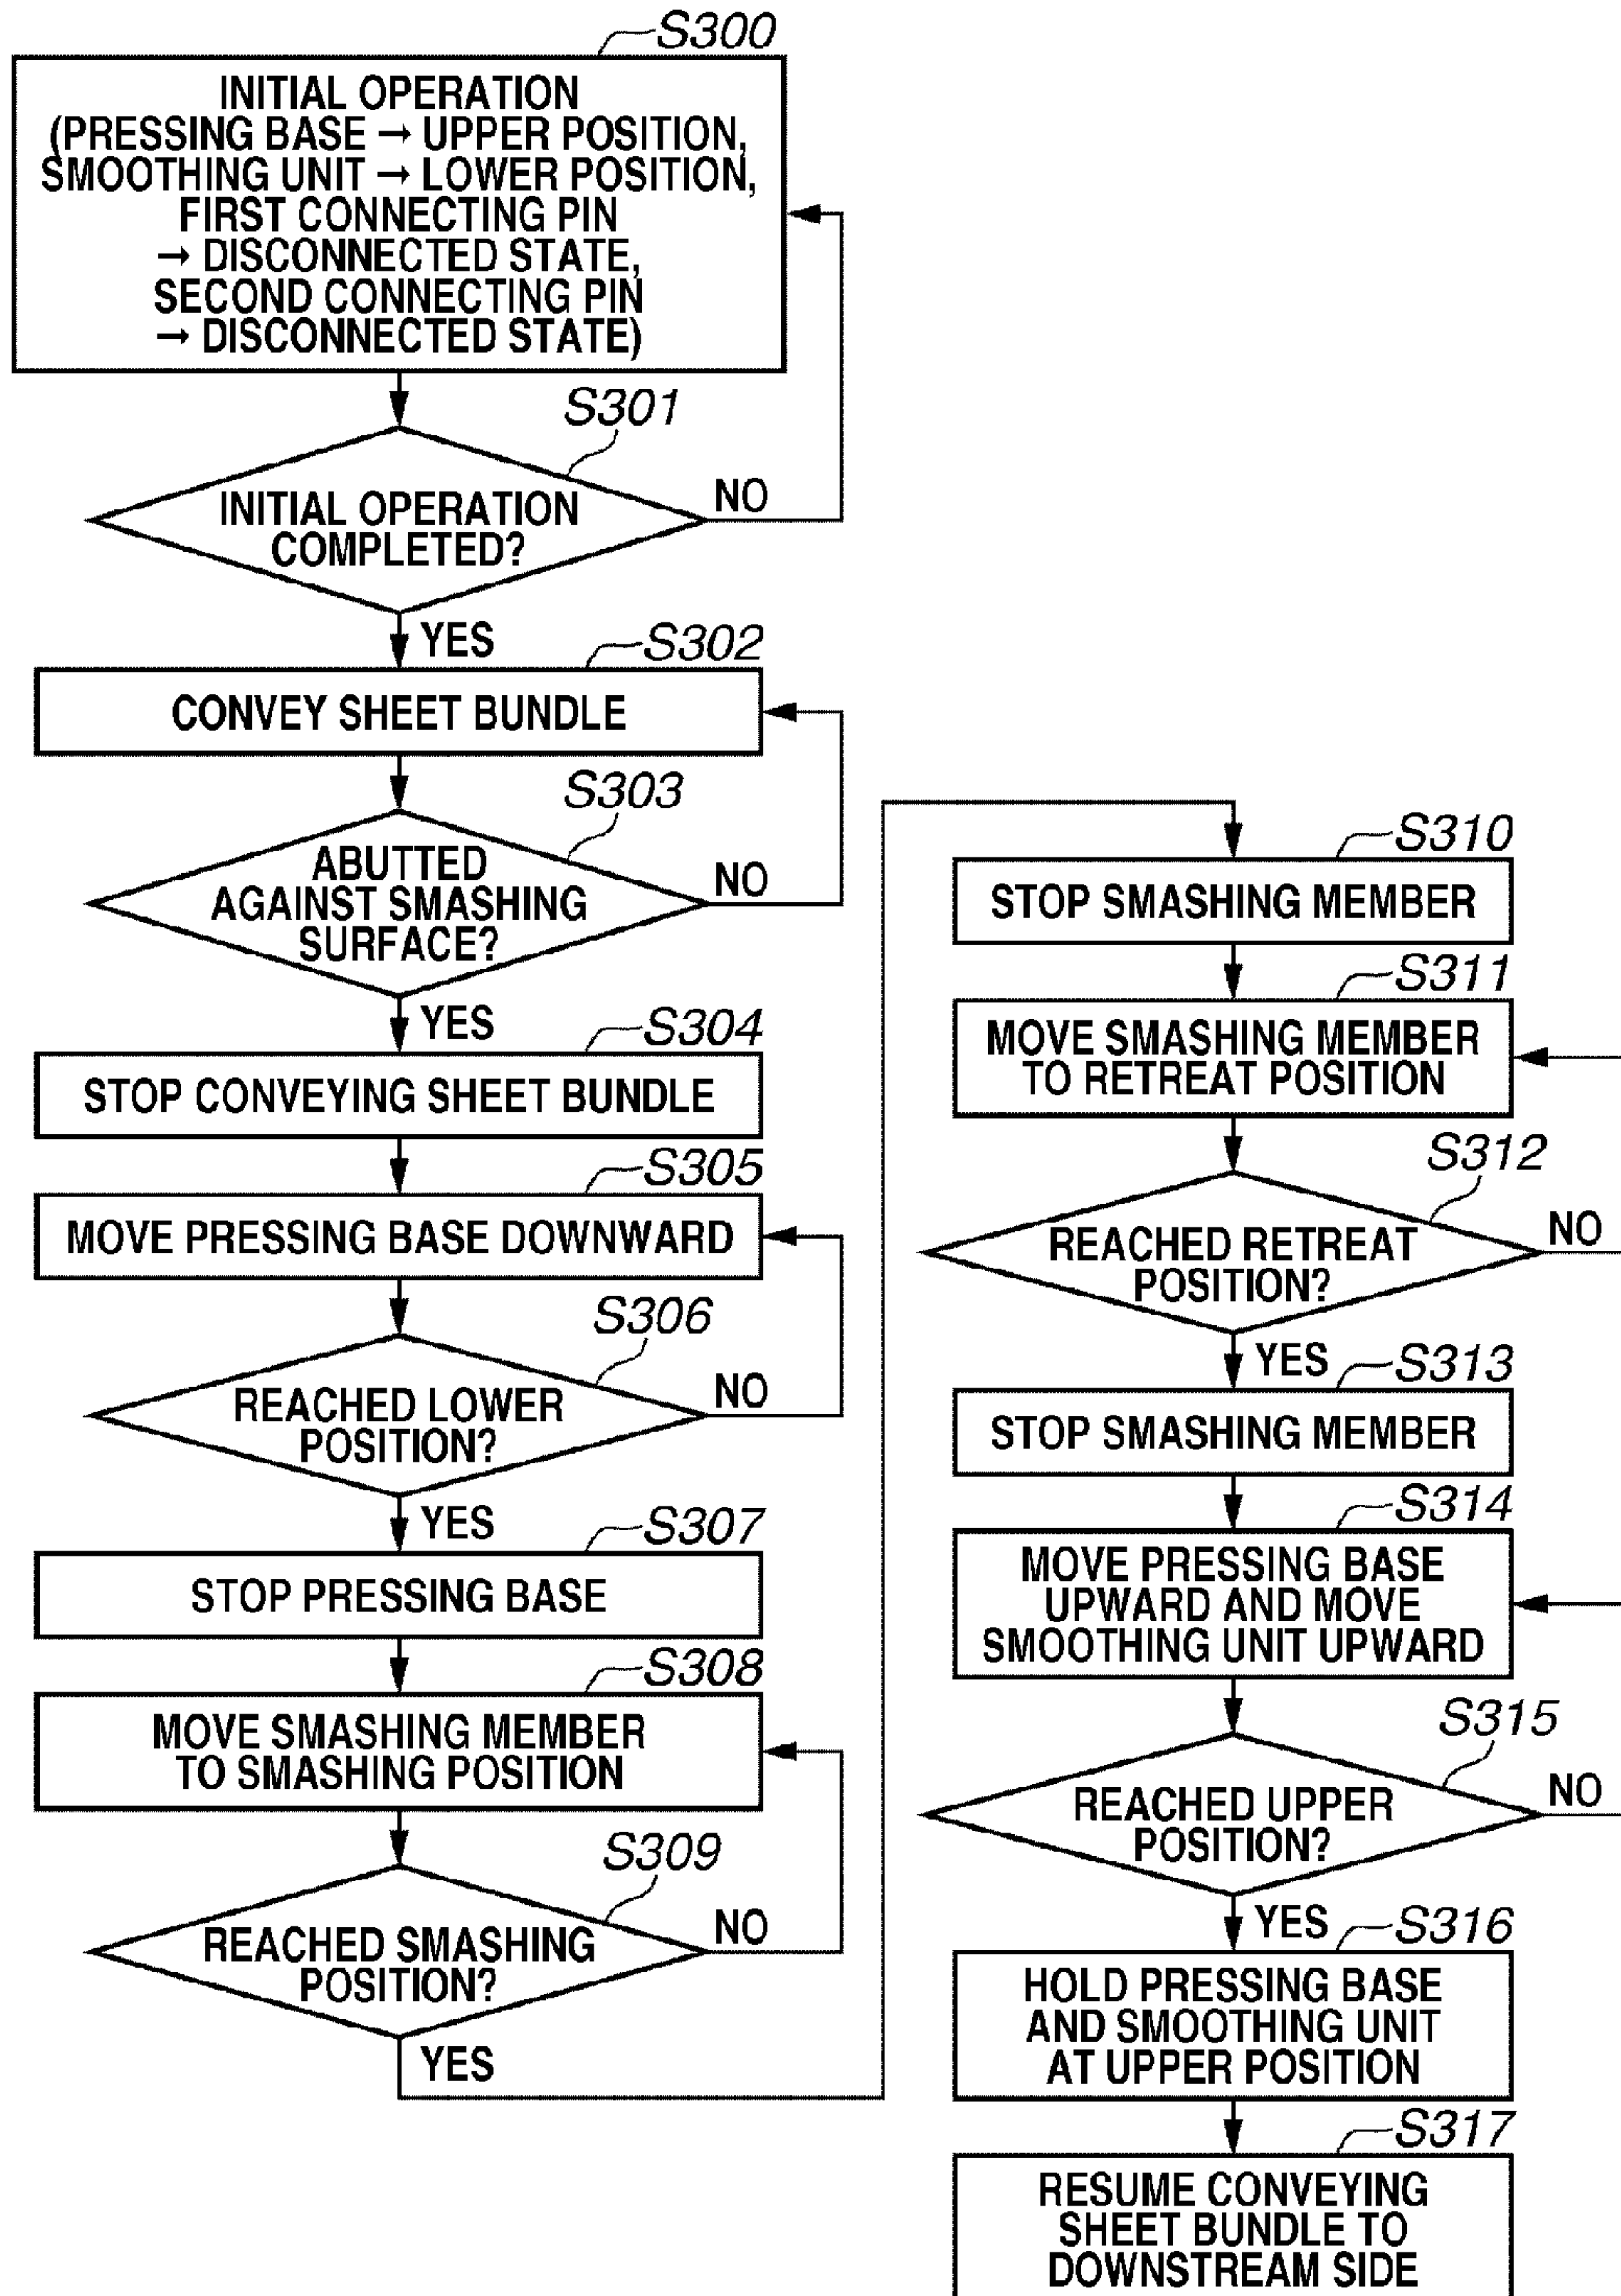 S300
INITIAL OPERATION
(PRESSING BASE → UPPER POSITION,
SMOOTHING UNIT → LOWER POSITION,
FIRST CONNECTING PIN
→ DISCONNECTED STATE,
SECOND CONNECTING PIN
→ DISCONNECTED STATE)
S301
INITIAL OPERATION
COMPLETED?
NO
YES
S302
CONVEY SHEET BUNDLE
S303
ABUTTED
AGAINST SMASHING
SURFACE?
NO
YES
S304
STOP CONVEYING SHEET BUNDLE
S305
MOVE PRESSING BASE DOWNWARD
S306
REACHED LOWER
POSITION?
NO
YES
S307
STOP PRESSING BASE
S308
MOVE SMASHING MEMBER
TO SMASHING POSITION
S309
REACHED SMASHING
POSITION?
NO
YES
S310
STOP SMASHING MEMBER
S311
MOVE SMASHING MEMBER
TO RETREAT POSITION
S312
REACHED RETREAT
POSITION?
NO
YES
S313
STOP SMASHING MEMBER
S314
MOVE PRESSING BASE
UPWARD AND MOVE
SMOOTHING UNIT UPWARD
S315
REACHED UPPER
POSITION?
NO
YES
S316
HOLD PRESSING BASE
AND SMOOTHING UNIT
AT UPPER POSITION
S317
RESUME CONVEYING
SHEET BUNDLE TO
DOWNSTREAM SIDE